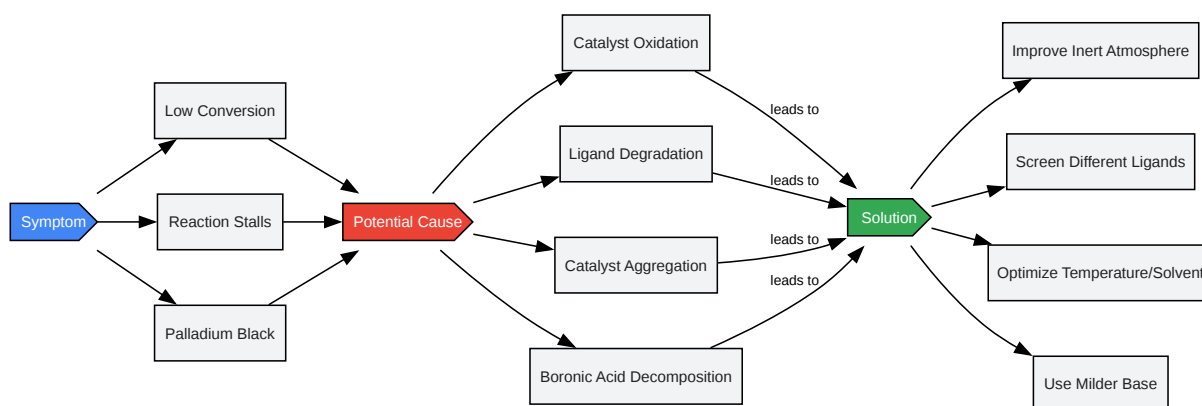 Symptom
Low Conversion
Reaction Stalls
Palladium Black
Potential Cause
Catalyst Oxidation
Ligand Degradation
Catalyst Aggregation
Boronic Acid Decomposition
leads to
leads to
leads to
leads to
Solution
Improve Inert Atmosphere
Screen Different Ligands
Optimize Temperature/Solvent
Use Milder Base